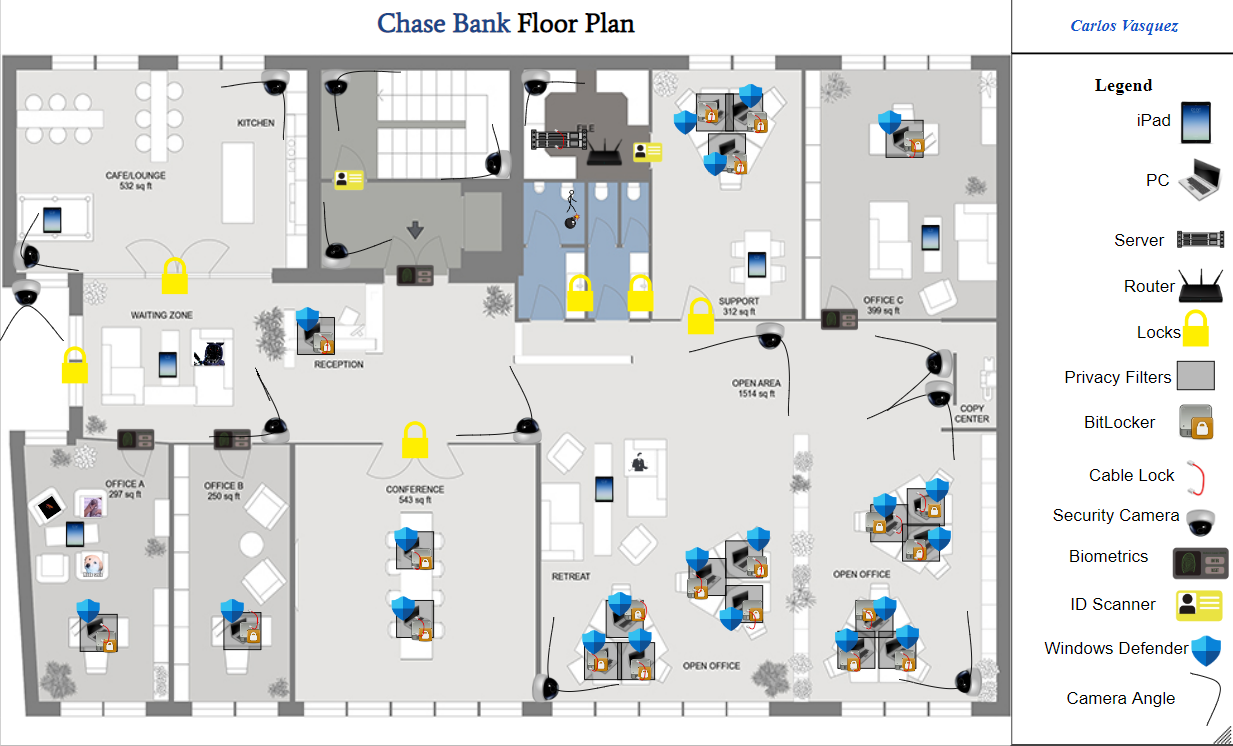 Chase Bank Floor Plan
Carlos Vasquez
Legend
iPad
PC
Server
Router
Locks
Privacy Filters
BitLocker
Cable Lock
Security Camera
Biometrics
ID Scanner
Windows Defender
Camera Angle
KITCHEN
CAFE/LOUNGE
532 sq ft
FILE
SUPPORT
312 sq ft
OFFICE C
399 sq ft
WAITING ZONE
RECEPTION
OPEN AREA
1514 sq ft
COPY
CENTER
OFFICE A
297 sq ft
OFFICE B
250 sq ft
CONFERENCE
543 sq ft
RETREAT
OPEN OFFICE
OPEN OFFICE